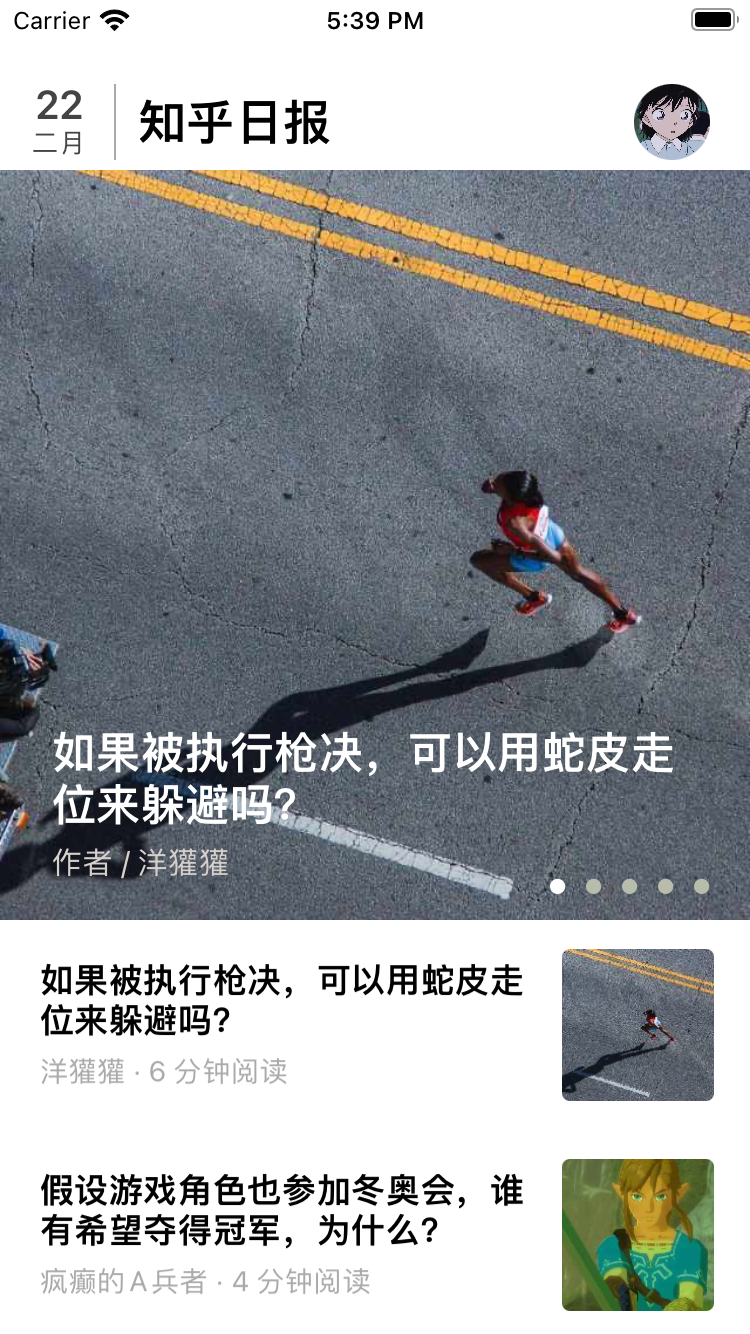 Carrier
5:39 PM
22
二月
知乎日报
如果被执行枪决，可以用蛇皮走
位来躲避吗？
作者 / 洋獾獾
如果被执行枪决，可以用蛇皮走
位来躲避吗？
洋獾獾 · 6 分钟阅读
假设游戏角色也参加冬奥会，谁
有希望夺得冠军，为什么？
疯癫的A兵者 · 4 分钟阅读